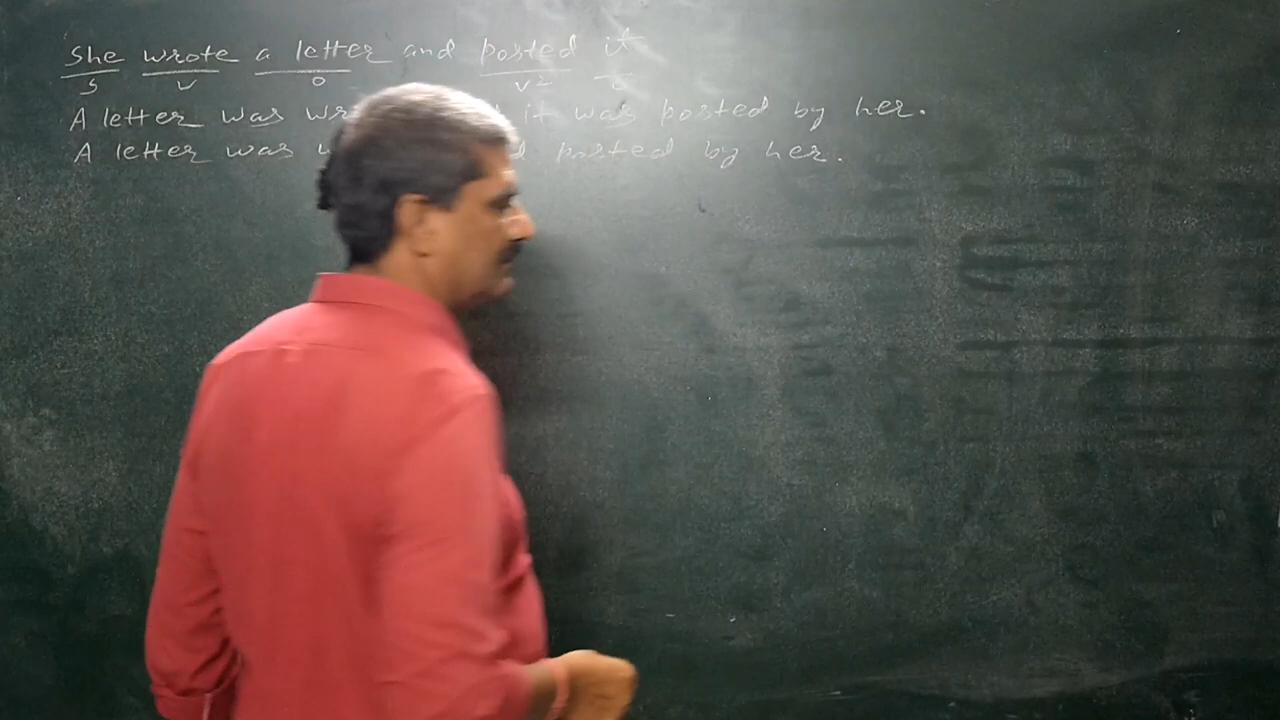 She wrote a letter and posted it
S V O V2
A letter was it was posted by her.
A letter was posted by her.